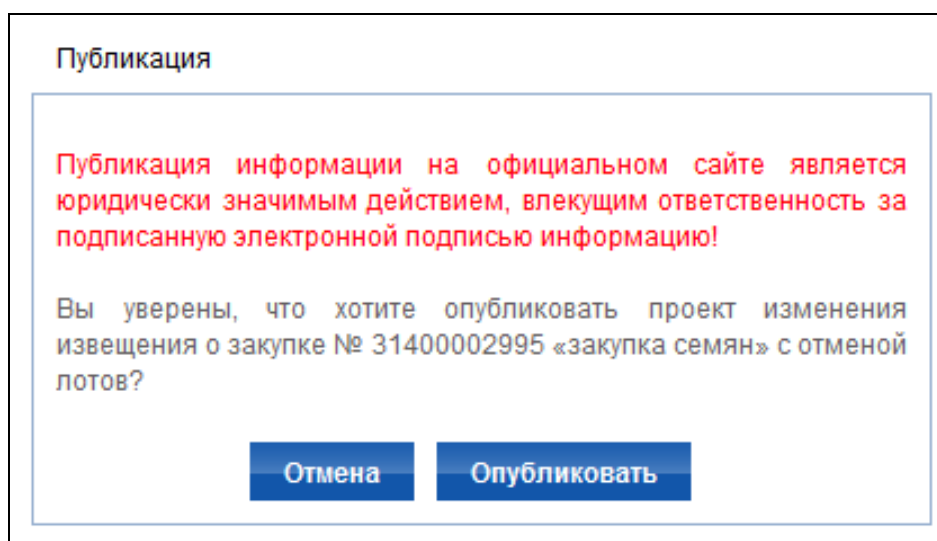 Публикация
Публикация информации на официальном сайте является
юридически значимым действием, влекущим ответственность за
подписанную электронной подписью информацию!
Вы уверены, что хотите опубликовать проект изменения
извещения о закупке № 31400002995 «закупка семян» с отменой
лотов?
Отмена
Опубликовать